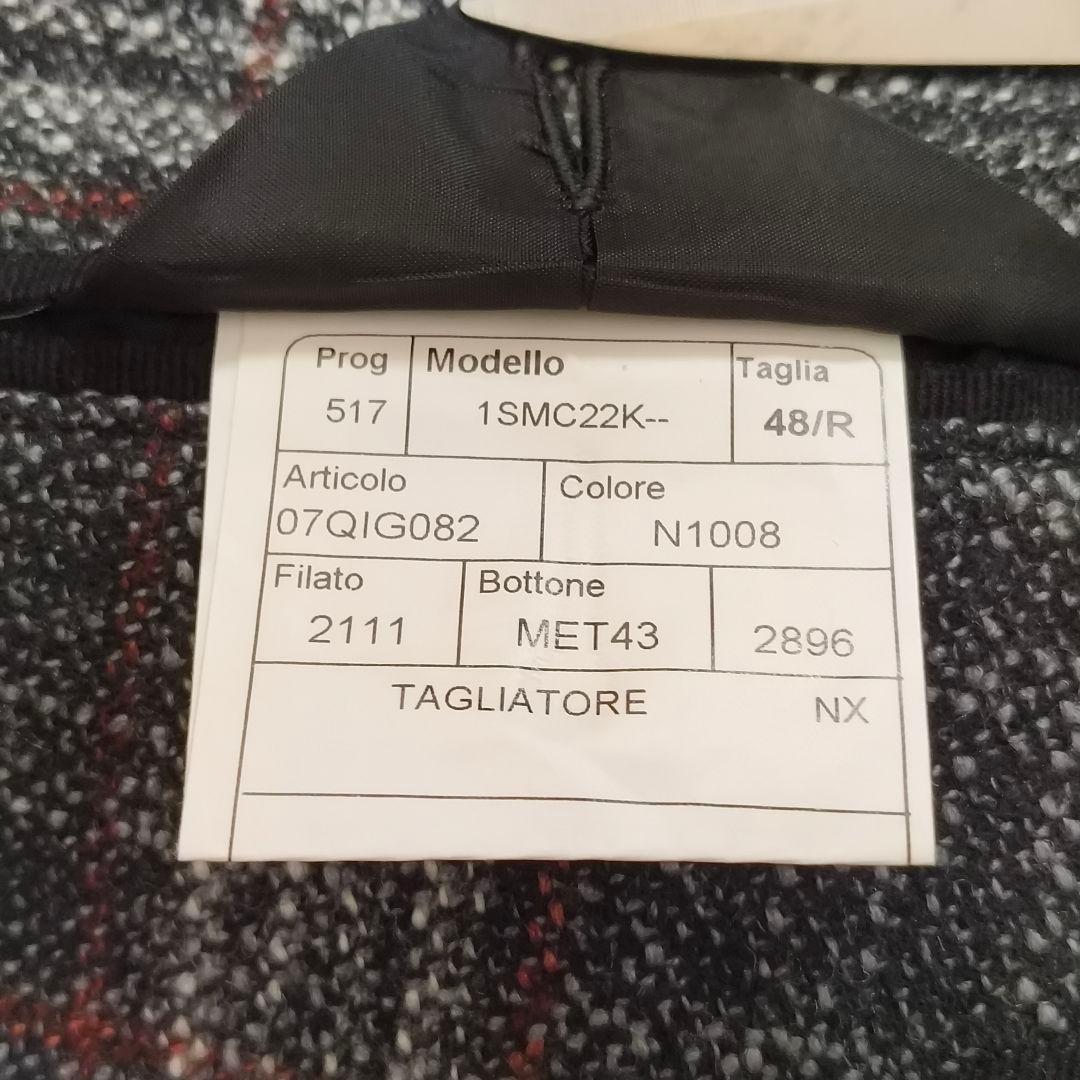 Prog Modello Taglia
517 1SMC22K-- 48/R
Articolo Colore
07QIG082 N1008
Filato Bottone
2111 MET43 2896
TAGLIATORE NX